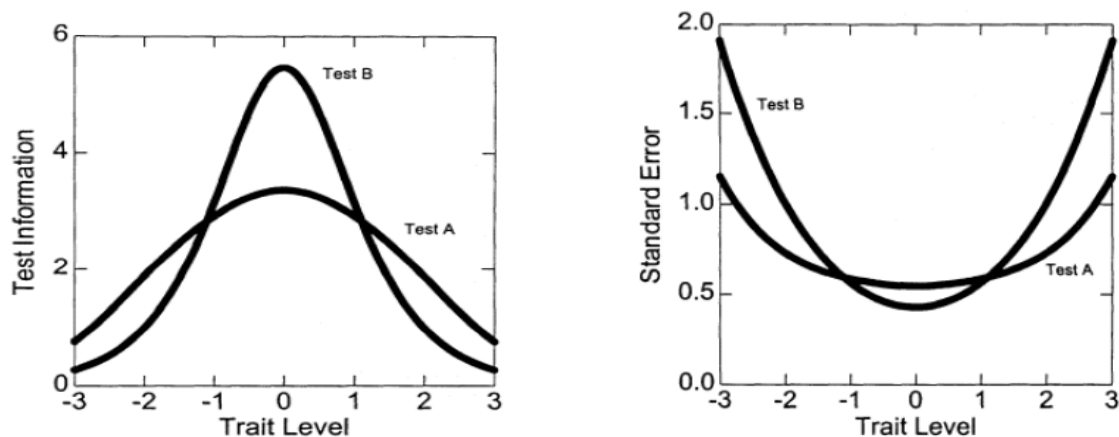 6
4
2
0
Test Information
Test B
Test A
-3 -2 -1 0 1 2 3
Trait Level
2.0
1.5
1.0
0.5
0.0
Standard Error
Test B
Test A
-3 -2 -1 0 1 2 3
Trait Level